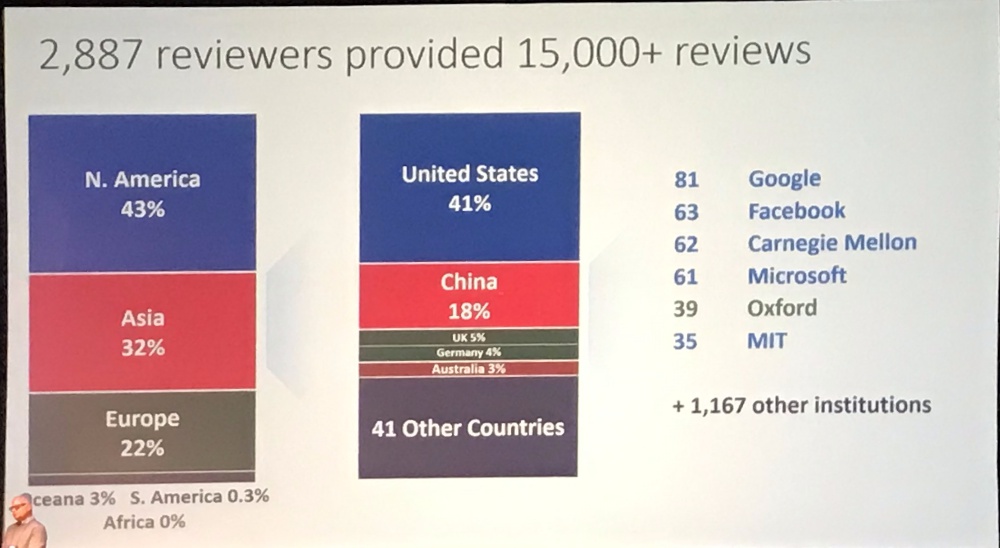 2,887 reviewers provided 15,000+ reviews
N. America
43%
Asia
32%
Europe
22%
ceana 3% S. America 0.3%
Africa 0%
United States
41%
China
18%
UK 5%
Germany 4%
Australia 3%
41 Other Countries
81 Google
63 Facebook
62 Carnegie Mellon
61 Microsoft
39 Oxford
35 MIT
+ 1,167 other institutions